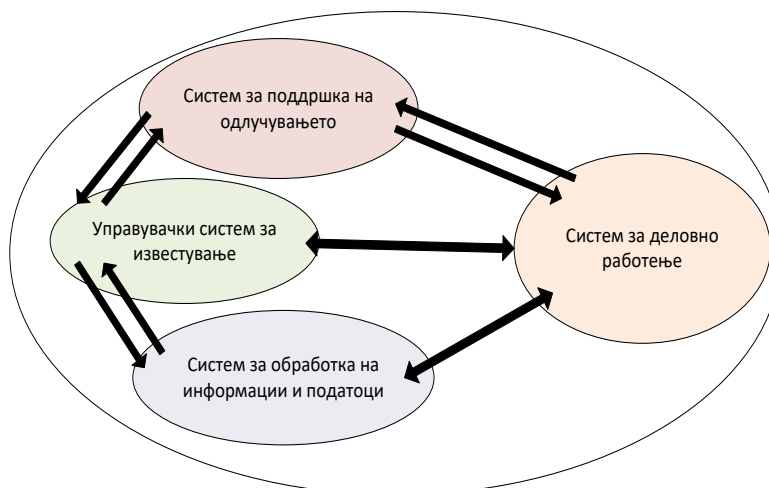 Систем за поддршка на
одлучувањето
Управувачки систем за
известување
Систем за деловно
работење
Систем за обработка на
информации и податоци